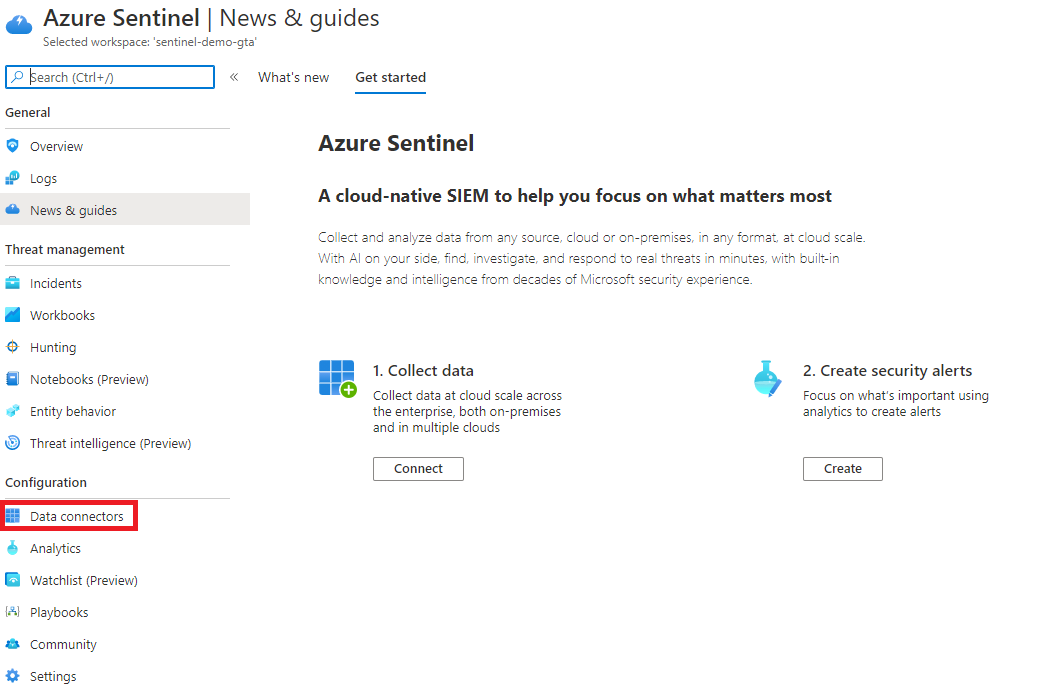 Azure Sentinel | News & guides
Selected workspace: 'sentinel-demo-gta'
Search (Ctrl+/)
«
What's new
Get started
General
Overview
Logs
News & guides
Threat management
Incidents
Workbooks
Hunting
Notebooks (Preview)
Entity behavior
Threat intelligence (Preview)
Configuration
Data connectors
Analytics
Watchlist (Preview)
Playbooks
Community
Settings
Azure Sentinel
A cloud-native SIEM to help you focus on what matters most
Collect and analyze data from any source, cloud or on-premises, in any format, at cloud scale.
With AI on your side, find, investigate, and respond to real threats in minutes, with built-in
knowledge and intelligence from decades of Microsoft security experience.
1. Collect data
Collect data at cloud scale across
the enterprise, both on-premises
and in multiple clouds
Connect
2. Create security alerts
Focus on what's important using
analytics to create alerts
Create